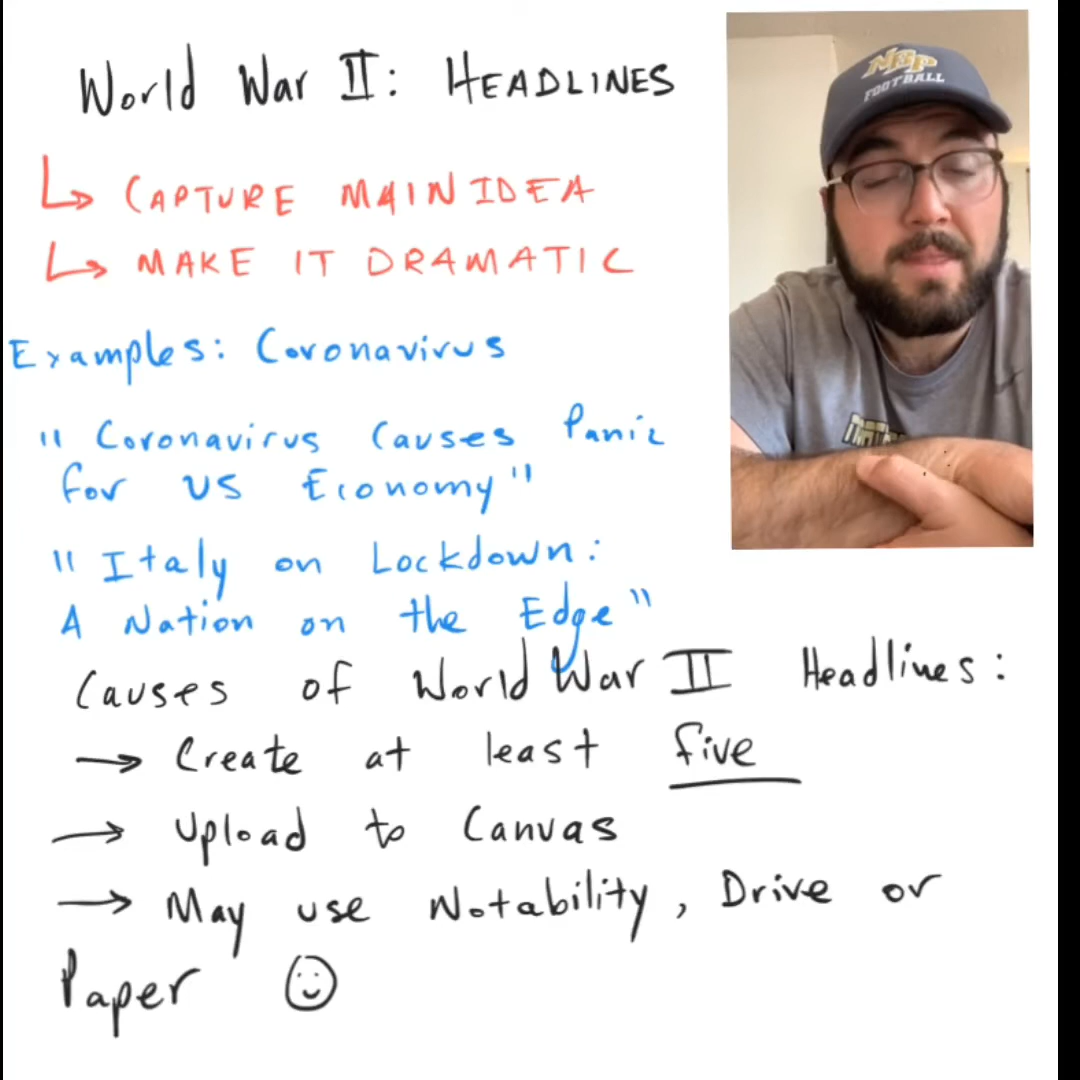 World War II: HEADLINES
↳ CAPTURE MAIN IDEA
↳ MAKE IT DRAMATIC
Examples: Coronavirus
"Coronavirus Causes Panic
for US Economy"
"Italy on Lockdown:
A Nation on the Edge"
Causes of World War II Headlines:
→ Create at least five
→ Upload to Canvas
→ May use Notability, Drive or
Paper ☺
FOOTBALL